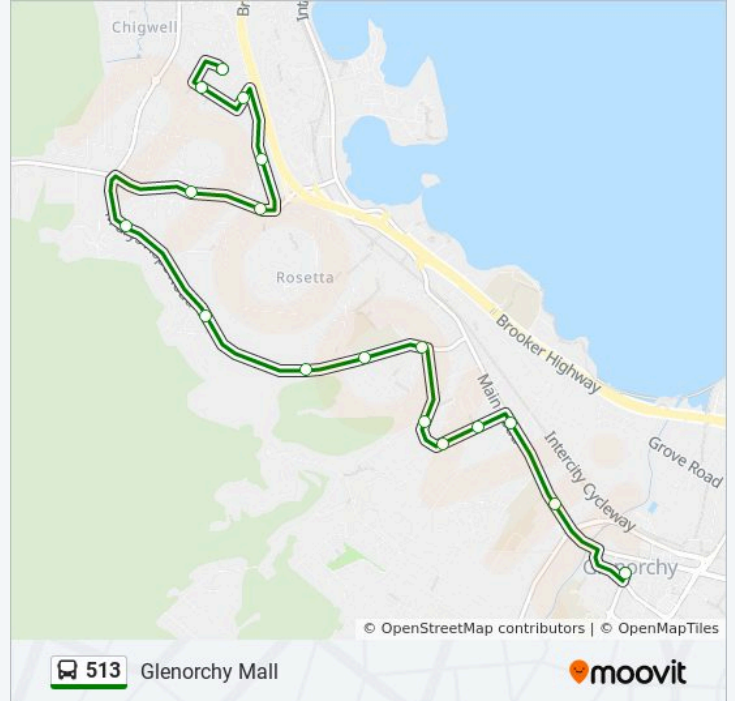 Chigwell
Rosetta
Brooker Highway
Main
Grove Road
Intercity Cycleway
Glenorchy
© OpenStreetMap contributors | © OpenMapTiles
513 Glenorchy Mall
moovit